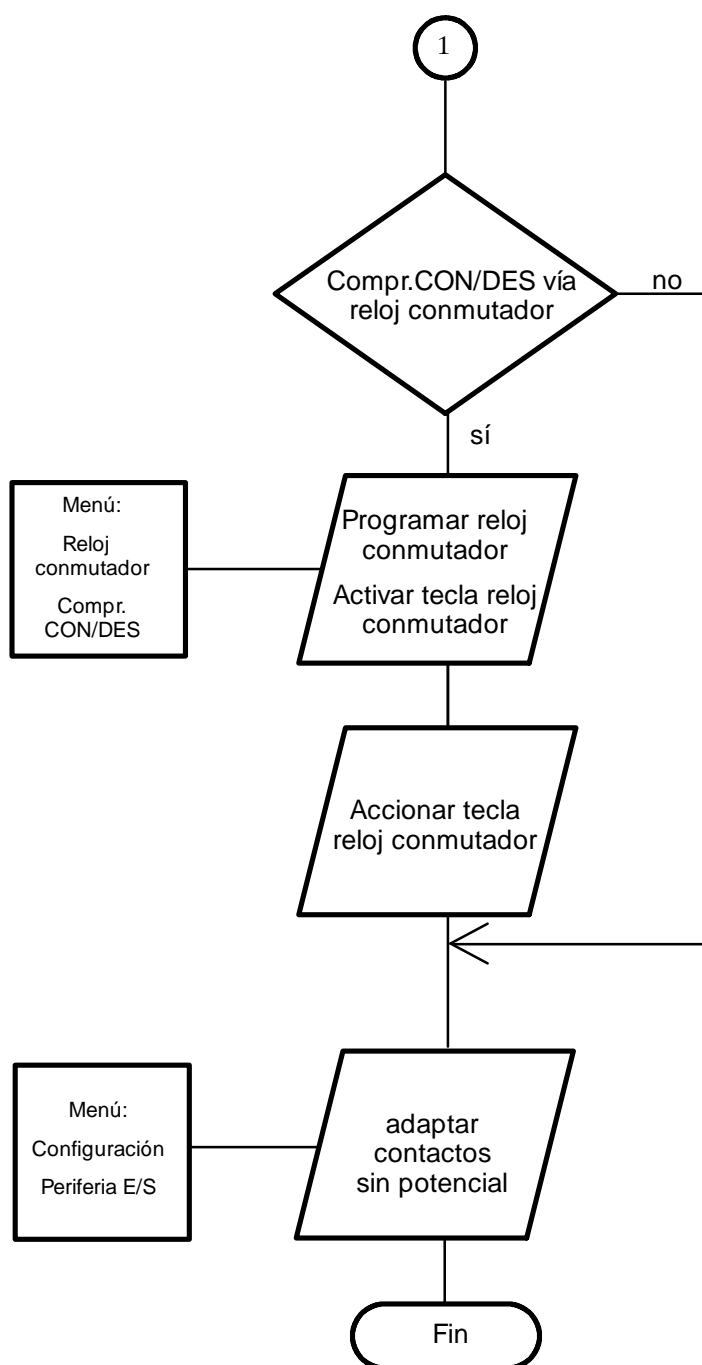 1
Compr.CON/DES vía
reloj conmutador
no
sí
Menú:
Reloj
conmutador
Compr.
CON/DES
Programar reloj
conmutador
Activar tecla reloj
conmutador
Accionar tecla
reloj conmutador
Menú:
Configuración
Periferia E/S
adaptar
contactos
sin potencial
Fin